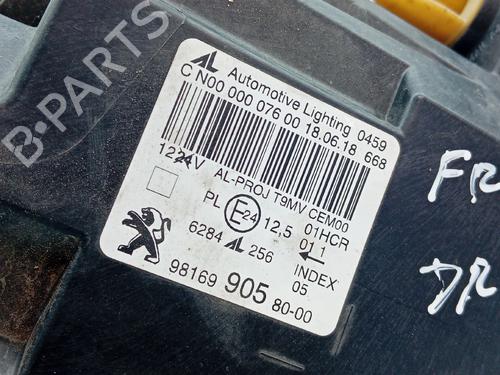 B-PARTS
AL Automotive Lighting 0459
C N00 000 076 00 18.06.18 668
1224V AL-PROJ T9MV CEM00
PL E24 12,5 01HCR
6284 AL 256 01 1
INDEX
05
98169 905 80-00
FR
DR